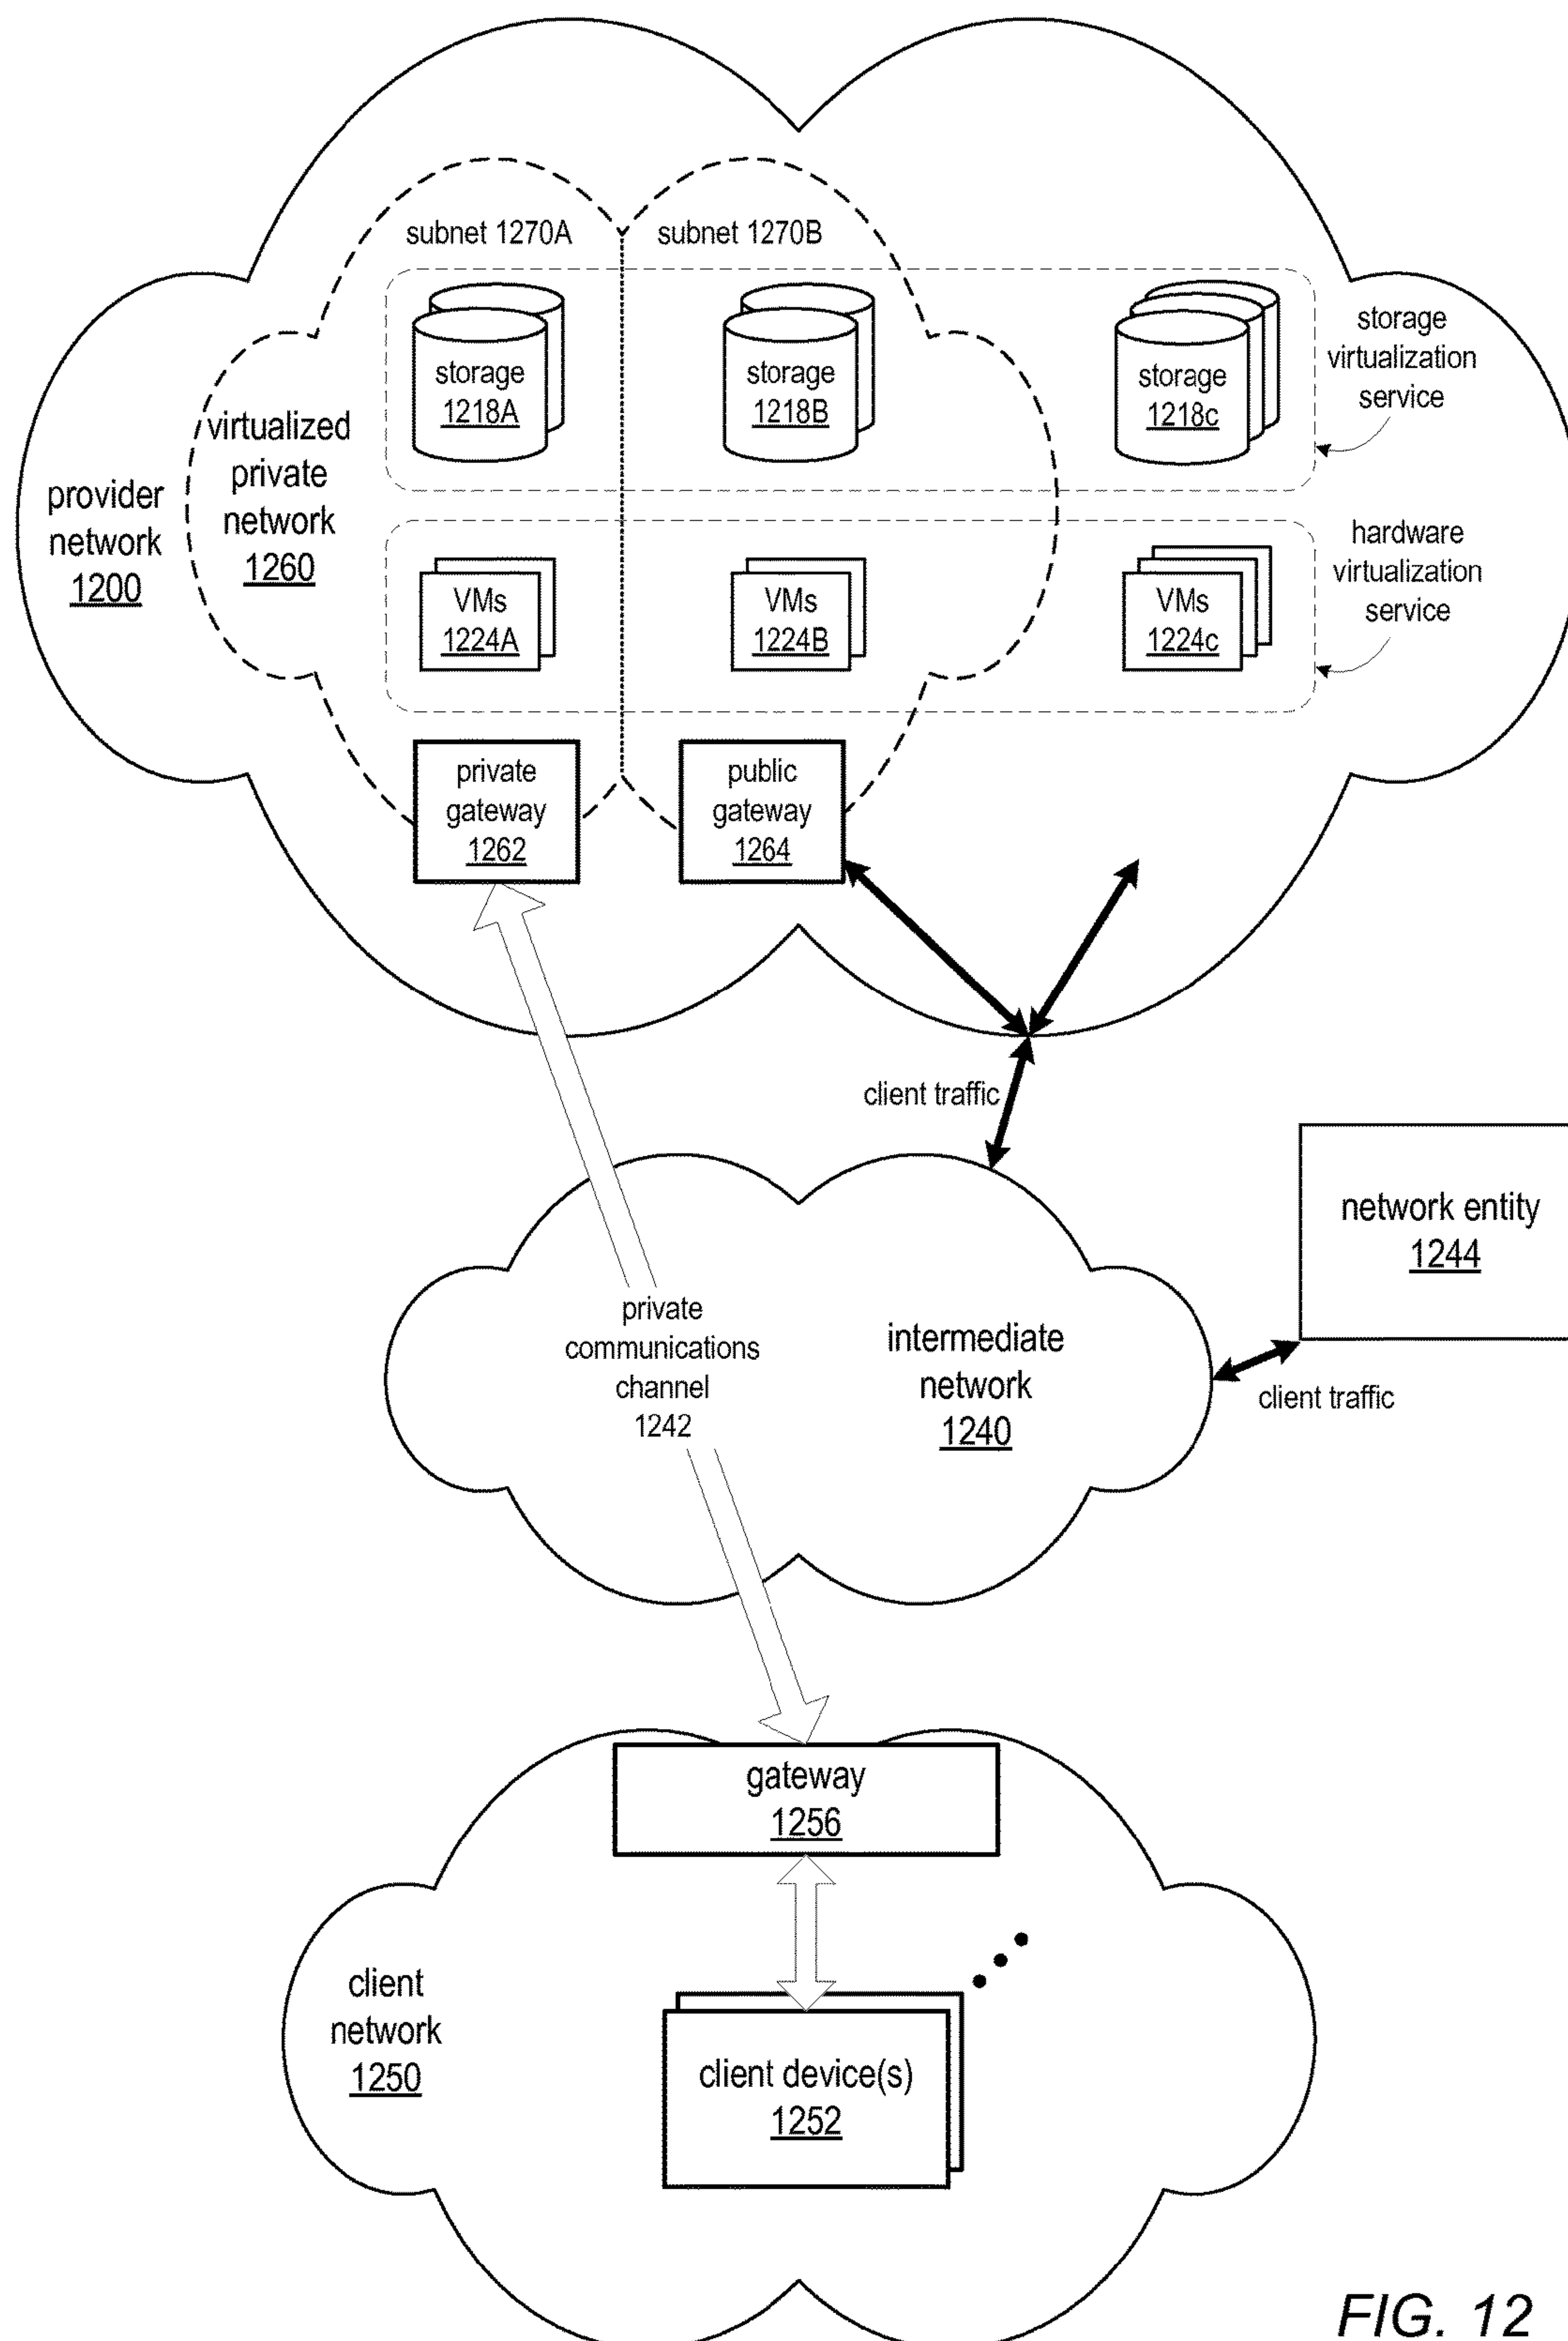 subnet 1270A
subnet 1270B
storage
1218A
storage
1218B
storage
1218c
storage
virtualization
service
virtualized
private
network
1260
provider
network
1200
VMs
1224A
VMs
1224B
VMs
1224c
hardware
virtualization
service
private
gateway
1262
public
gateway
1264
client traffic
network entity
1244
private
communications
channel
1242
intermediate
network
1240
client traffic
gateway
1256
client
network
1250
client device(s)
1252
FIG. 12